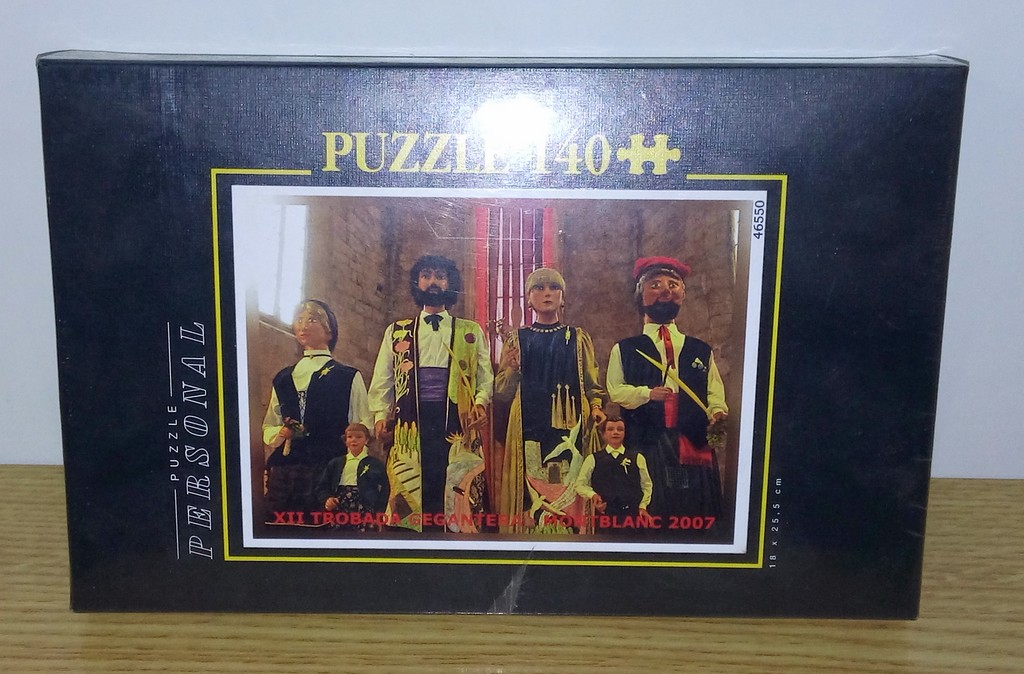 PUZZLE 140
46550
PUZZLE
PERSONAL
XII TROBADA GEGANTERA MONTBLANC 2007
18 x 25,5 cm